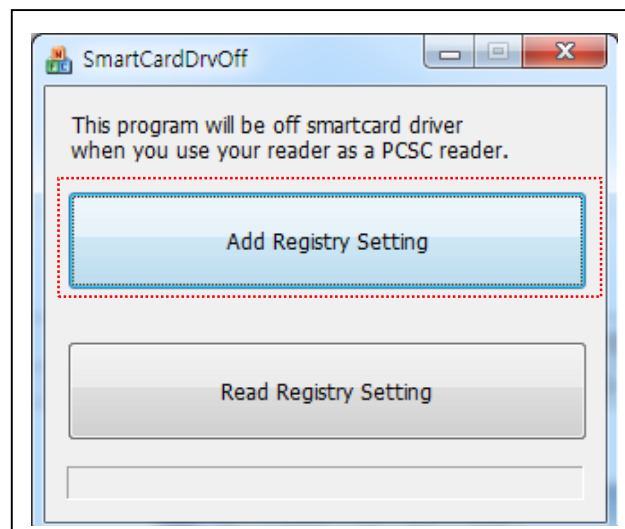 SmartCardDrvOff
This program will be off smartcard driver
when you use your reader as a PCSC reader.
Add Registry Setting
Read Registry Setting